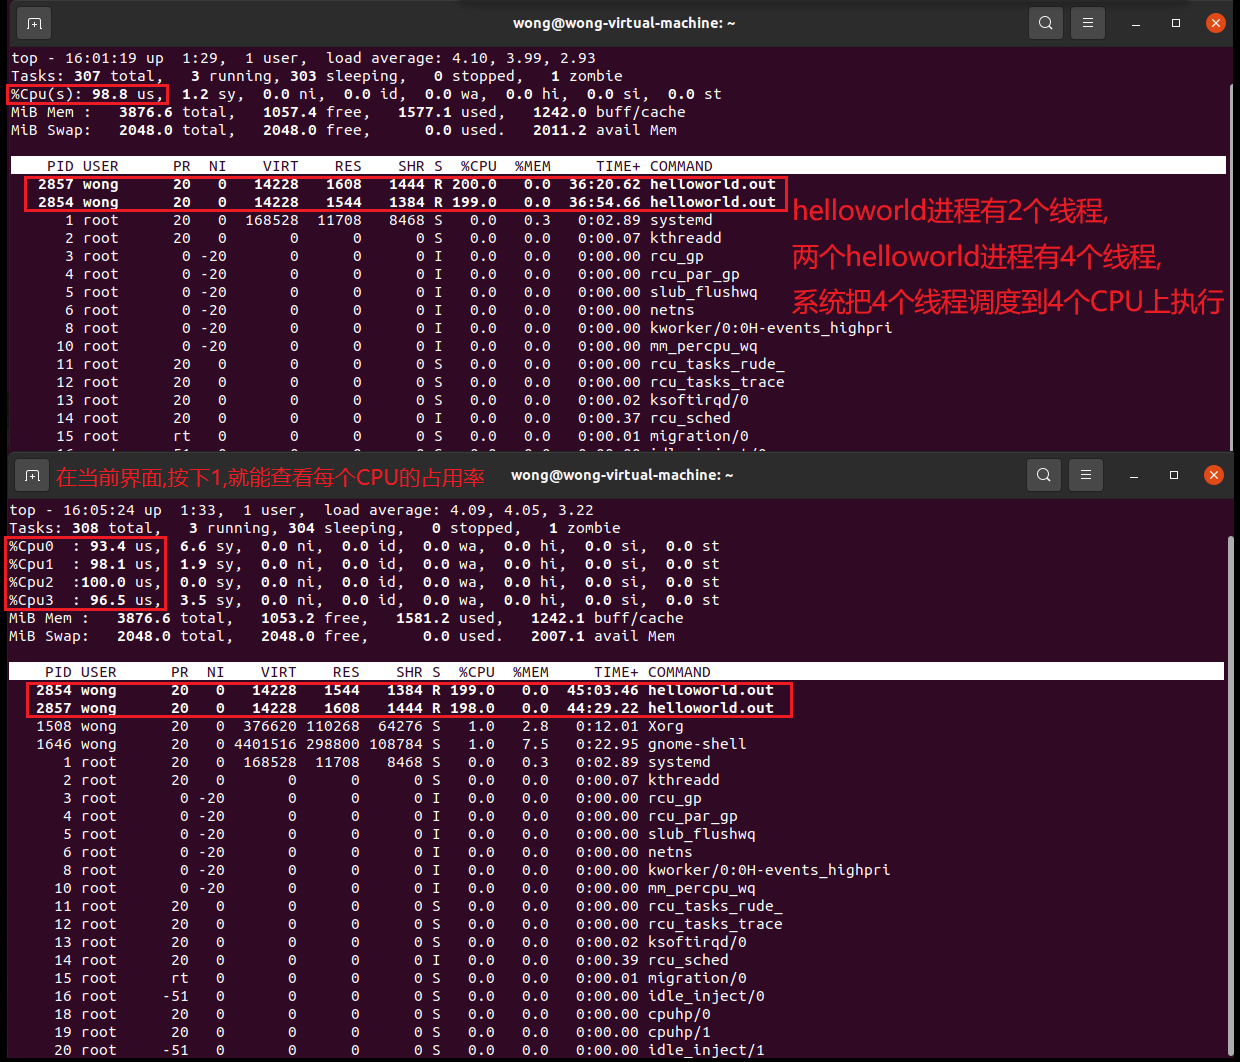 wong@wong-virtual-machine: ~
top - 16:01:19 up  1:29,  1 user,  load average: 4.10, 3.99, 2.93
Tasks: 307 total,   3 running, 303 sleeping,   0 stopped,   1 zombie
%Cpu(s): 98.8 us,  1.2 sy,  0.0 ni,  0.0 id,  0.0 wa,  0.0 hi,  0.0 si,  0.0 st
MiB Mem :   3876.6 total,   1057.4 free,   1577.1 used,   1242.0 buff/cache
MiB Swap:   2048.0 total,   2048.0 free,      0.0 used.   2011.2 avail Mem
PID USER      PR  NI    VIRT    RES    SHR S  %CPU  %MEM     TIME+ COMMAND
2857 wong      20   0   14228   1608   1444 R 200.0   0.0  36:20.62 helloworld.out
2854 wong      20   0   14228   1544   1384 R 199.0   0.0  36:54.66 helloworld.out
1 root      20   0  168528  11708   8468 S   0.0   0.3   0:02.89 systemd
2 root      20   0       0      0      0 S   0.0   0.0   0:00.07 kthreadd
3 root       0 -20       0      0      0 I   0.0   0.0   0:00.00 rcu_gp
4 root       0 -20       0      0      0 I   0.0   0.0   0:00.00 rcu_par_gp
5 root       0 -20       0      0      0 I   0.0   0.0   0:00.00 slub_flushwq
6 root       0 -20       0      0      0 I   0.0   0.0   0:00.00 netns
8 root       0 -20       0      0      0 I   0.0   0.0   0:00.00 kworker/0:0H-events_highpri
10 root       0 -20       0      0      0 I   0.0   0.0   0:00.00 mm_percpu_wq
11 root      20   0       0      0      0 S   0.0   0.0   0:00.00 rcu_tasks_rude_
12 root      20   0       0      0      0 S   0.0   0.0   0:00.00 rcu_tasks_trace
13 root      20   0       0      0      0 S   0.0   0.0   0:00.02 ksoftirqd/0
14 root      20   0       0      0      0 I   0.0   0.0   0:00.37 rcu_sched
15 root      rt   0       0      0      0 S   0.0   0.0   0:00.01 migration/0
helloworld进程有2个线程,
两个helloworld进程有4个线程,
系统把4个线程调度到4个CPU上执行
在当前界面,按下1,就能查看每个CPU的占用率
wong@wong-virtual-machine: ~
top - 16:05:24 up  1:33,  1 user,  load average: 4.09, 4.05, 3.22
Tasks: 308 total,   3 running, 304 sleeping,   0 stopped,   1 zombie
%Cpu0  : 93.4 us,  6.6 sy,  0.0 ni,  0.0 id,  0.0 wa,  0.0 hi,  0.0 si,  0.0 st
%Cpu1  : 98.1 us,  1.9 sy,  0.0 ni,  0.0 id,  0.0 wa,  0.0 hi,  0.0 si,  0.0 st
%Cpu2  :100.0 us,  0.0 sy,  0.0 ni,  0.0 id,  0.0 wa,  0.0 hi,  0.0 si,  0.0 st
%Cpu3  : 96.5 us,  3.5 sy,  0.0 ni,  0.0 id,  0.0 wa,  0.0 hi,  0.0 si,  0.0 st
MiB Mem :   3876.6 total,   1053.2 free,   1581.2 used,   1242.1 buff/cache
MiB Swap:   2048.0 total,   2048.0 free,      0.0 used.   2007.1 avail Mem
PID USER      PR  NI    VIRT    RES    SHR S  %CPU  %MEM     TIME+ COMMAND
2854 wong      20   0   14228   1544   1384 R 199.0   0.0  45:03.46 helloworld.out
2857 wong      20   0   14228   1608   1444 R 198.0   0.0  44:29.22 helloworld.out
1508 wong      20   0  376620 110268  64276 S   1.0   2.8   0:12.01 Xorg
1646 wong      20   0 4401516 298800 108784 S   1.0   7.5   0:22.95 gnome-shell
1 root      20   0  168528  11708   8468 S   0.0   0.3   0:02.89 systemd
2 root      20   0       0      0      0 S   0.0   0.0   0:00.07 kthreadd
3 root       0 -20       0      0      0 I   0.0   0.0   0:00.00 rcu_gp
4 root       0 -20       0      0      0 I   0.0   0.0   0:00.00 rcu_par_gp
5 root       0 -20       0      0      0 I   0.0   0.0   0:00.00 slub_flushwq
6 root       0 -20       0      0      0 I   0.0   0.0   0:00.00 netns
8 root       0 -20       0      0      0 I   0.0   0.0   0:00.00 kworker/0:0H-events_highpri
10 root       0 -20       0      0      0 I   0.0   0.0   0:00.00 mm_percpu_wq
11 root      20   0       0      0      0 S   0.0   0.0   0:00.00 rcu_tasks_rude_
12 root      20   0       0      0      0 S   0.0   0.0   0:00.00 rcu_tasks_trace
13 root      20   0       0      0      0 S   0.0   0.0   0:00.02 ksoftirqd/0
14 root      20   0       0      0      0 I   0.0   0.0   0:00.39 rcu_sched
15 root      rt   0       0      0      0 S   0.0   0.0   0:00.01 migration/0
16 root     -51   0       0      0      0 S   0.0   0.0   0:00.00 idle_inject/0
18 root      20   0       0      0      0 S   0.0   0.0   0:00.00 cpuhp/0
19 root      20   0       0      0      0 S   0.0   0.0   0:00.00 cpuhp/1
20 root     -51   0       0      0      0 S   0.0   0.0   0:00.00 idle_inject/1